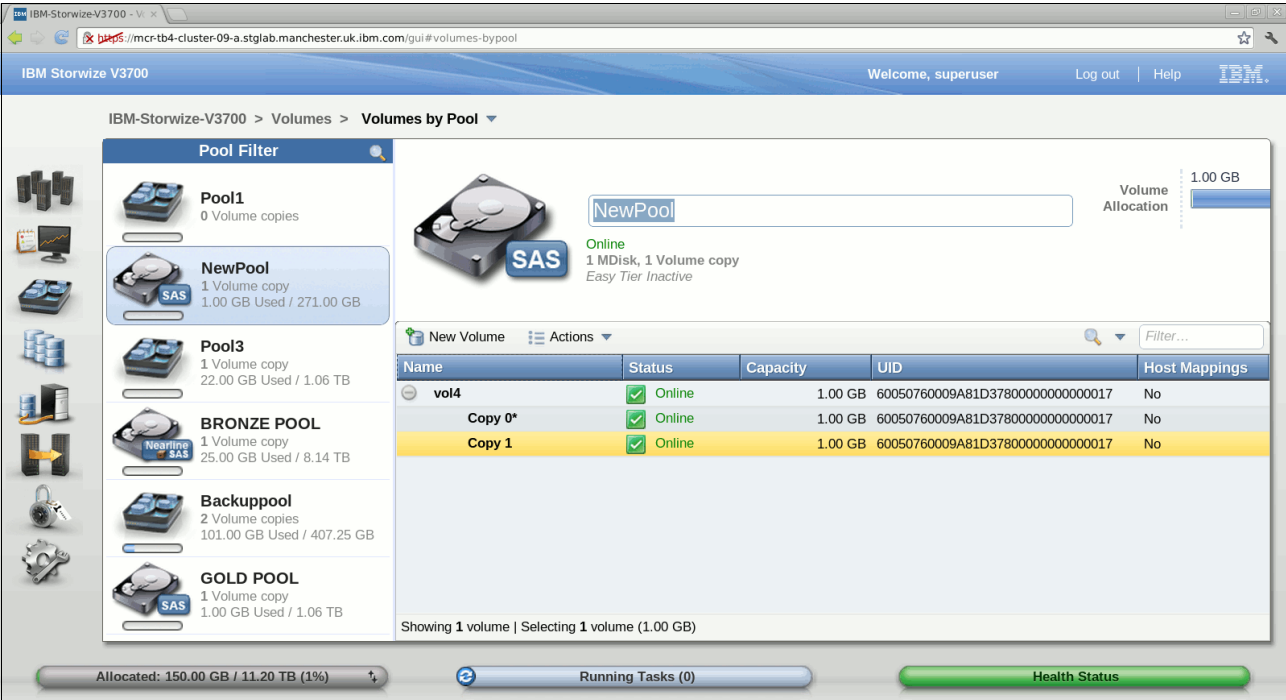 IBM-Storwize-V3700 - V
https://mcr-tb4-cluster-09-a.stglab.manchester.uk.ibm.com/gui#volumes-bypool
IBM Storwize V3700
Welcome, superuser
Log out
Help
IBM
IBM-Storwize-V3700 > Volumes > Volumes by Pool
Pool Filter
Pool1
0 Volume copies
NewPool
1 Volume copy
1.00 GB Used / 271.00 GB
SAS
Pool3
1 Volume copy
22.00 GB Used / 1.06 TB
BRONZE POOL
1 Volume copy
25.00 GB Used / 8.14 TB
Nearline
SAS
Backuppool
2 Volume copies
101.00 GB Used / 407.25 GB
GOLD POOL
1 Volume copy
1.00 GB Used / 1.06 TB
SAS
SAS
NewPool
Online
1 MDisk, 1 Volume copy
Easy Tier Inactive
Volume
Allocation
1.00 GB
New Volume Actions Filter...
Name Status Capacity UID Host Mappings
vol4 Online 1.00 GB 60050760009A81D37800000000000017 No
Copy 0* Online 1.00 GB 60050760009A81D37800000000000017 No
Copy 1 Online 1.00 GB 60050760009A81D37800000000000017 No
Showing 1 volume | Selecting 1 volume (1.00 GB)
Allocated: 150.00 GB / 11.20 TB (1%)
Running Tasks (0)
Health Status